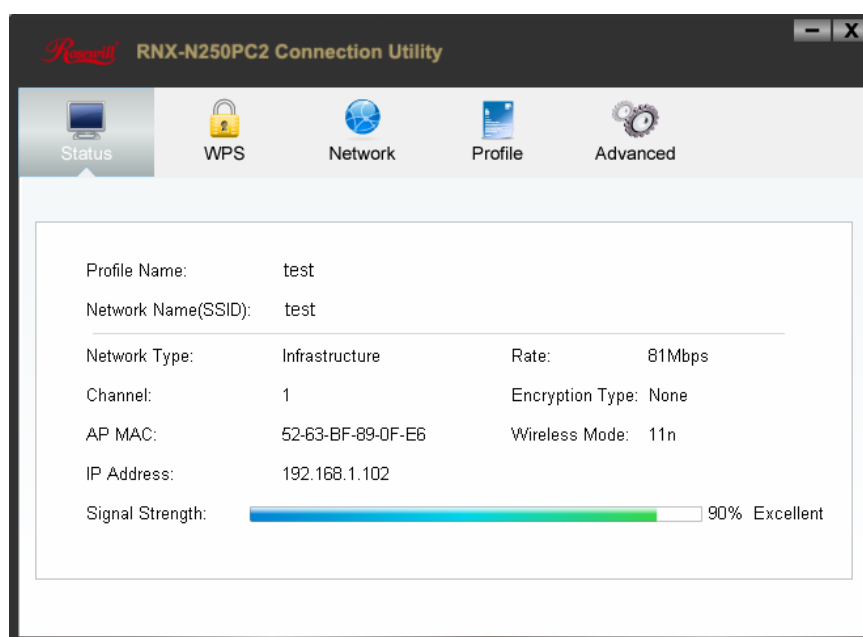 Rosewill RNX-N250PC2 Connection Utility
Status WPS Network Profile Advanced
Profile Name: test
Network Name(SSID): test
Network Type: Infrastructure Rate: 81Mbps
Channel: 1 Encryption Type: None
AP MAC: 52-63-BF-89-0F-E6 Wireless Mode: 11n
IP Address: 192.168.1.102
Signal Strength: 90% Excellent